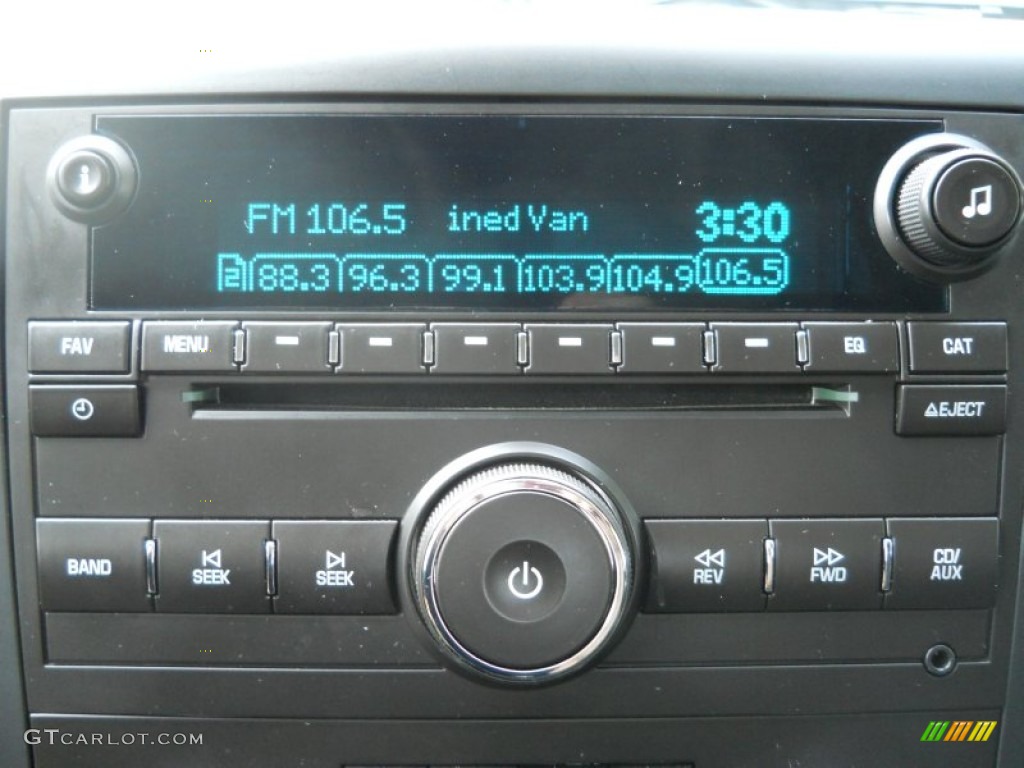 i
FM 106.5 ined Van 3:30
2 88.3 96.3 99.1 103.9 104.9 106.5
FAV MENU EQ CAT
△EJECT
BAND SEEK SEEK REV FWD CD/
AUX
GTCARLOT.COM